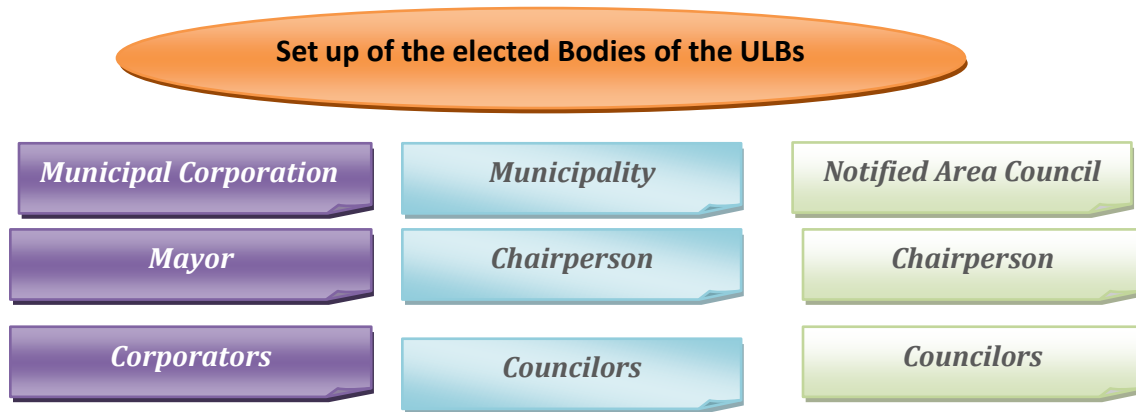 Set up of the elected Bodies of the ULBs
Municipal Corporation
Municipality
Notified Area Council
Mayor
Chairperson
Chairperson
Corporators
Councilors
Councilors